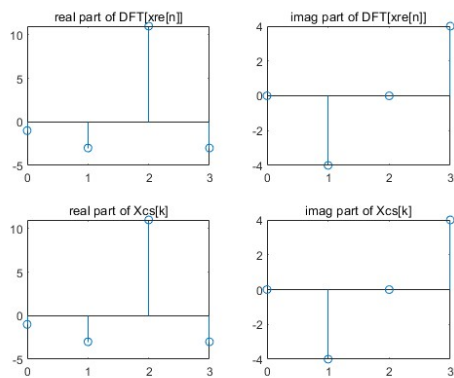 real part of DFT[xre[n]]
imag part of DFT[xre[n]]
10
5
0
-5
0 1 2 3
4
2
0
-2
-4
0 1 2 3
real part of Xcs[k]
imag part of Xcs[k]
10
5
0
-5
0 1 2 3
4
2
0
-2
-4
0 1 2 3